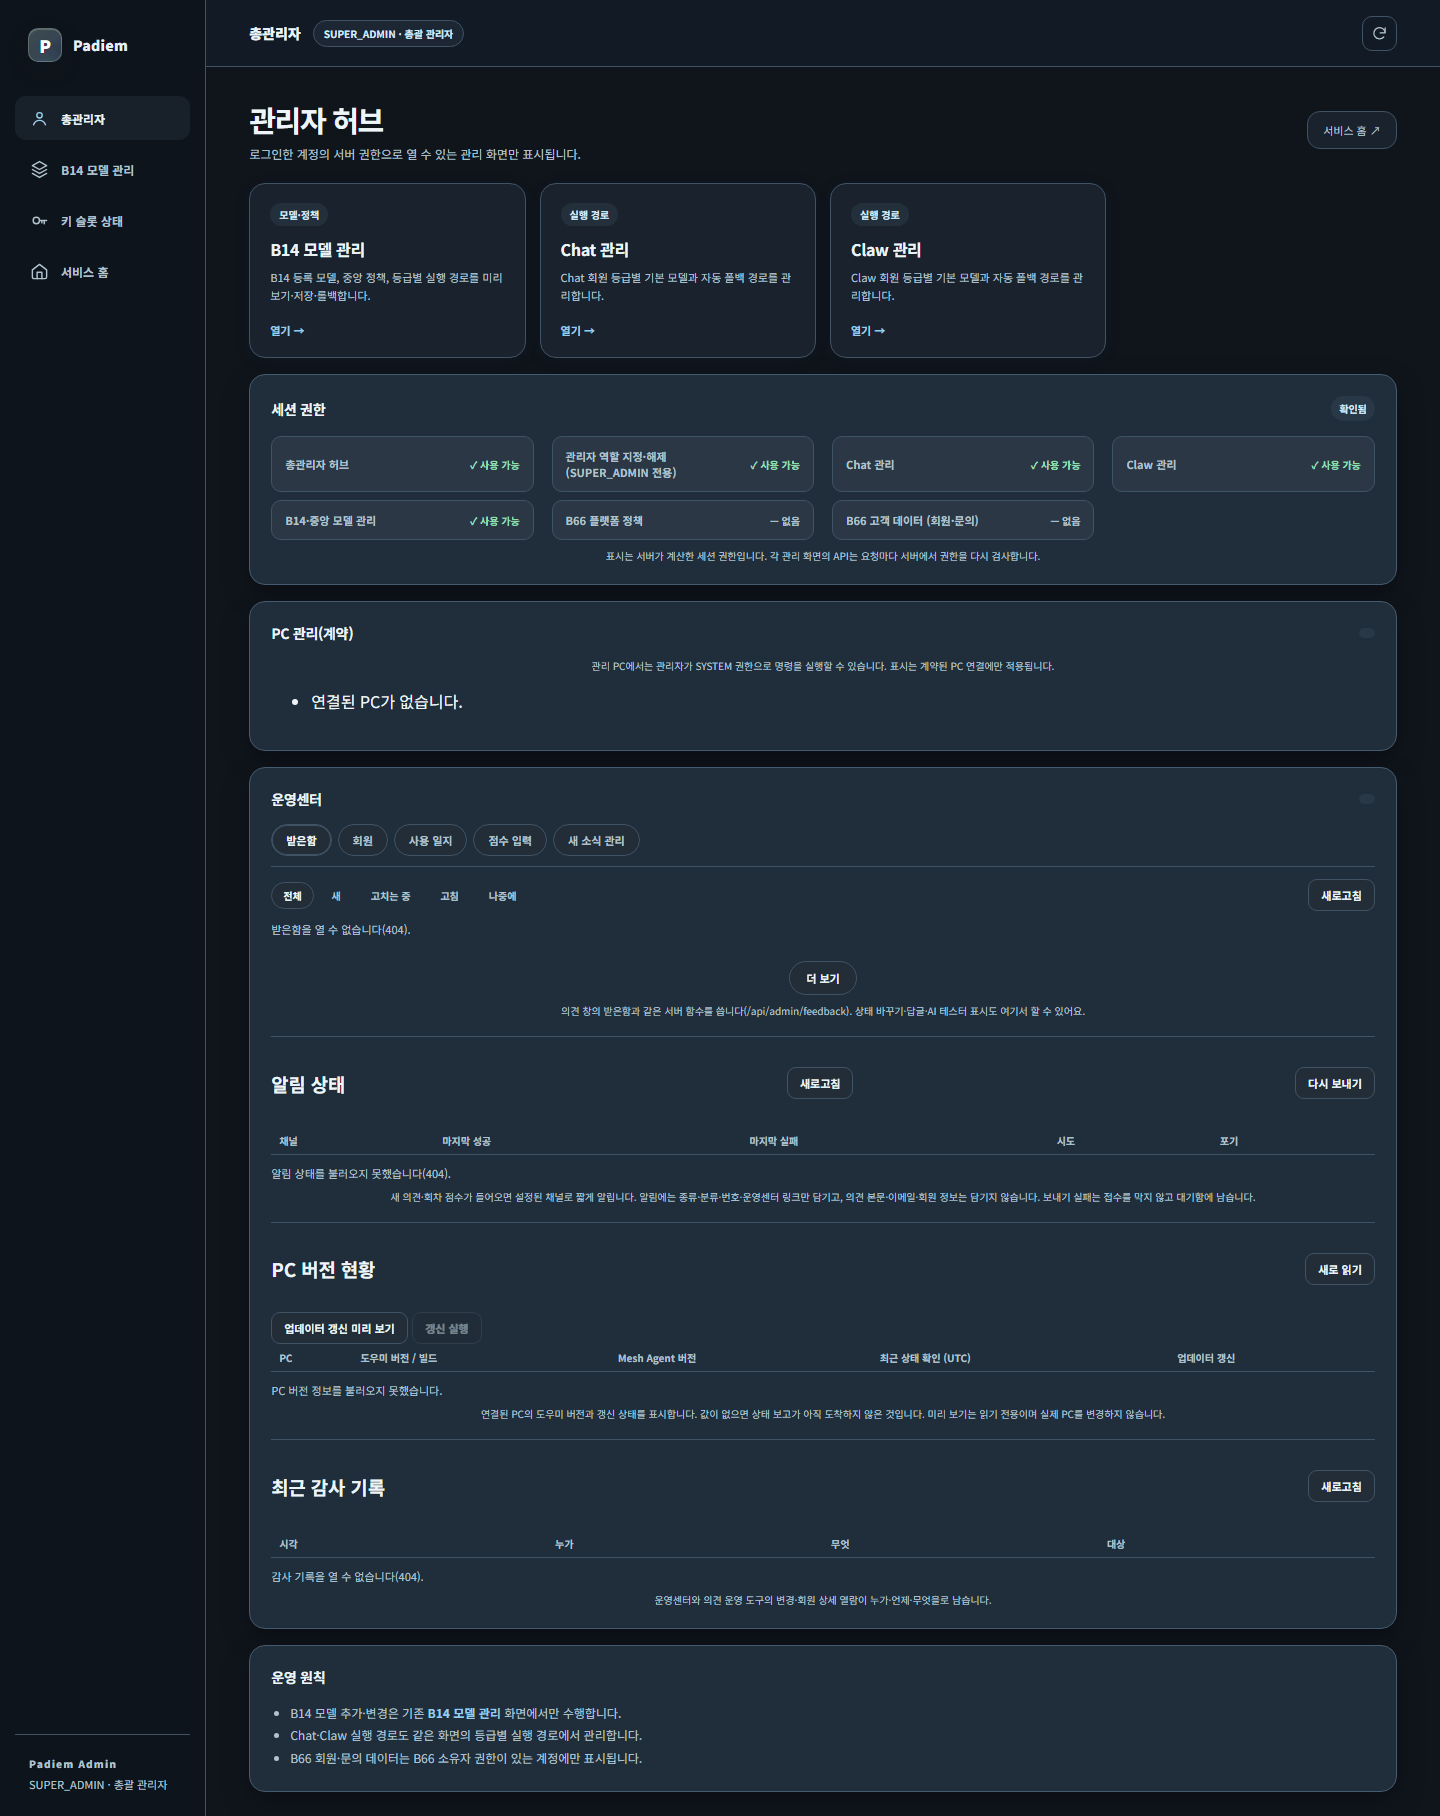 P Padiem
총관리자
B14 모델 관리
키 슬롯 상태
서비스 홈
총관리자 SUPER_ADMIN · 총괄 관리자
관리자 허브
로그인한 계정의 서버 권한으로 열 수 있는 관리 화면만 표시됩니다.
서비스 홈 ↗
모델·정책
B14 모델 관리
B14 등록 모델, 중앙 정책, 등급별 실행 경로를 미리
보기·저장·롤백합니다.
열기 →
실행 경로
Chat 관리
Chat 회원 등급별 기본 모델과 자동 폴백 경로를 관
리합니다.
열기 →
실행 경로
Claw 관리
Claw 회원 등급별 기본 모델과 자동 폴백 경로를 관
리합니다.
열기 →
세션 권한 확인됨
총관리자 허브 ✓ 사용 가능
관리자 역할 지정·해제
(SUPER_ADMIN 전용) ✓ 사용 가능
Chat 관리 ✓ 사용 가능
Claw 관리 ✓ 사용 가능
B14·중앙 모델 관리 ✓ 사용 가능
B66 플랫폼 정책 — 없음
B66 고객 데이터 (회원·문의) — 없음
표시는 서버가 계산한 세션 권한입니다. 각 관리 화면의 API는 요청마다 서버에서 권한을 다시 검사합니다.
PC 관리(계약)
관리 PC에서는 관리자가 SYSTEM 권한으로 명령을 실행할 수 있습니다. 표시는 계약된 PC 연결에만 적용됩니다.
• 연결된 PC가 없습니다.
운영센터
받은함 회원 사용 일지 점수 입력 새 소식 관리
전체 새 고치는 중 고침 나중에 새로고침
받은함을 열 수 없습니다(404).
더 보기
의견 창의 받은함과 같은 서버 함수를 씁니다(/api/admin/feedback). 상태 바꾸기·답글·AI 테스터 표시도 여기서 할 수 있어요.
알림 상태 새로고침 다시 보내기
채널 마지막 성공 마지막 실패 시도 포기
알림 상태를 불러오지 못했습니다(404).
새 의견·회차 점수가 들어오면 설정된 채널로 짧게 알립니다. 알림에는 종류·분류·번호·운영센터 링크만 담기고, 의견 본문·이메일·회원 정보는 담기지 않습니다. 보내기 실패는 접수를 막지 않고 대기함에 남습니다.
PC 버전 현황 새로 읽기
업데이터 갱신 미리 보기 갱신 실행
PC 도우미 버전 / 빌드 Mesh Agent 버전 최근 상태 확인 (UTC) 업데이터 갱신
PC 버전 정보를 불러오지 못했습니다.
연결된 PC의 도우미 버전과 갱신 상태를 표시합니다. 값이 없으면 상태 보고가 아직 도착하지 않은 것입니다. 미리 보기는 읽기 전용이며 실제 PC를 변경하지 않습니다.
최근 감사 기록 새로고침
시각 누가 무엇 대상
감사 기록을 열 수 없습니다(404).
운영센터와 의견 운영 도구의 변경·회원 상세 열람이 누가·언제·무엇을로 남습니다.
운영 원칙
• B14 모델 추가·변경은 기존 B14 모델 관리 화면에서만 수행합니다.
• Chat·Claw 실행 경로도 같은 화면의 등급별 실행 경로에서 관리합니다.
• B66 회원·문의 데이터는 B66 소유자 권한이 있는 계정에만 표시됩니다.
Padiem Admin
SUPER_ADMIN · 총괄 관리자